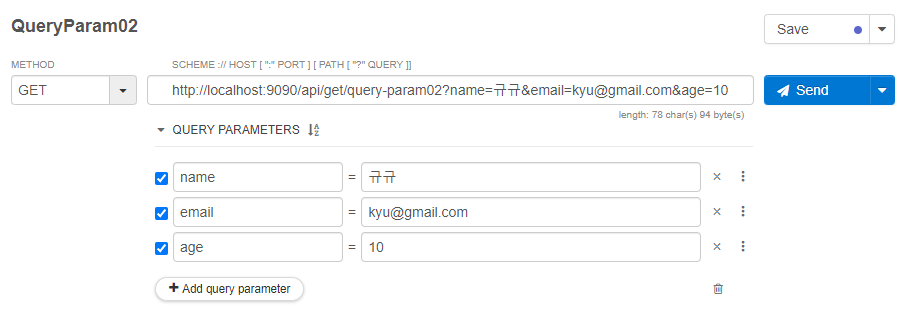 QueryParam02
Save
METHOD
SCHEME :// HOST [ ":" PORT ] [ PATH [ "?" QUERY ]]
GET
http://localhost:9090/api/get/query-param02?name=규규&email=kyu@gmail.com&age=10
Send
length: 78 char(s) 94 byte(s)
QUERY PARAMETERS
name = 규규
email = kyu@gmail.com
age = 10
+ Add query parameter